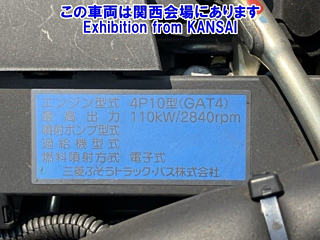 この車両は関西会場にあります
Exhibition from KANSAI
エンジン型式 4P10型(GAT4)
最高出力 110kW/2840rpm
噴射ポンプ型式
過給機型式
燃料噴射方式 電子式
三菱ふそうトラック・バス株式会社